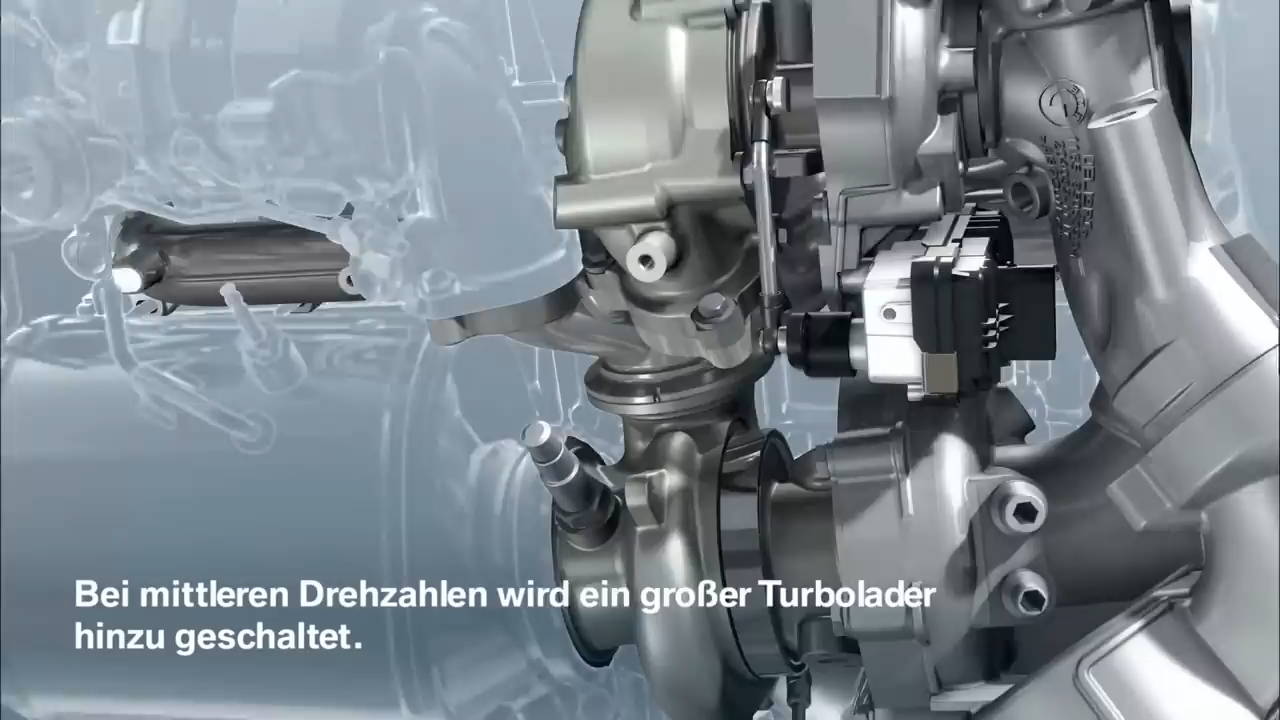 Bei mittleren Drehzahlen wird ein großer Turbolader
hinzu geschaltet.